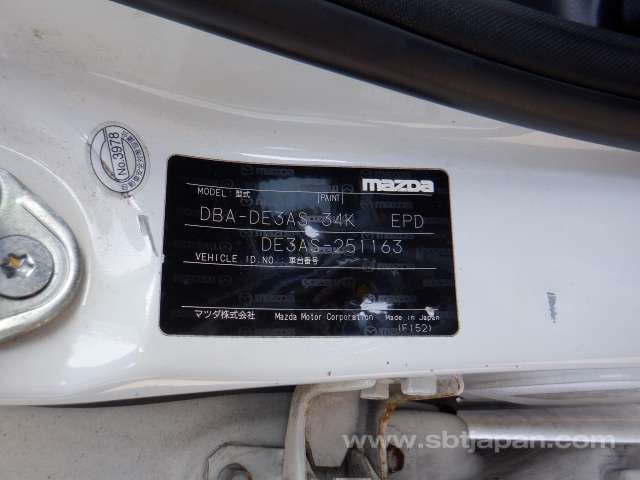 No.3978
mazda
MODEL:型式 PAINT
DBA-DE3AS 34K EPD
DE3AS-251163
VEHICLE ID.NO.:車台番号
マツダ株式会社 Mazda Motor Corporation Made in Japan
(F152)
www.sbtjapan.com